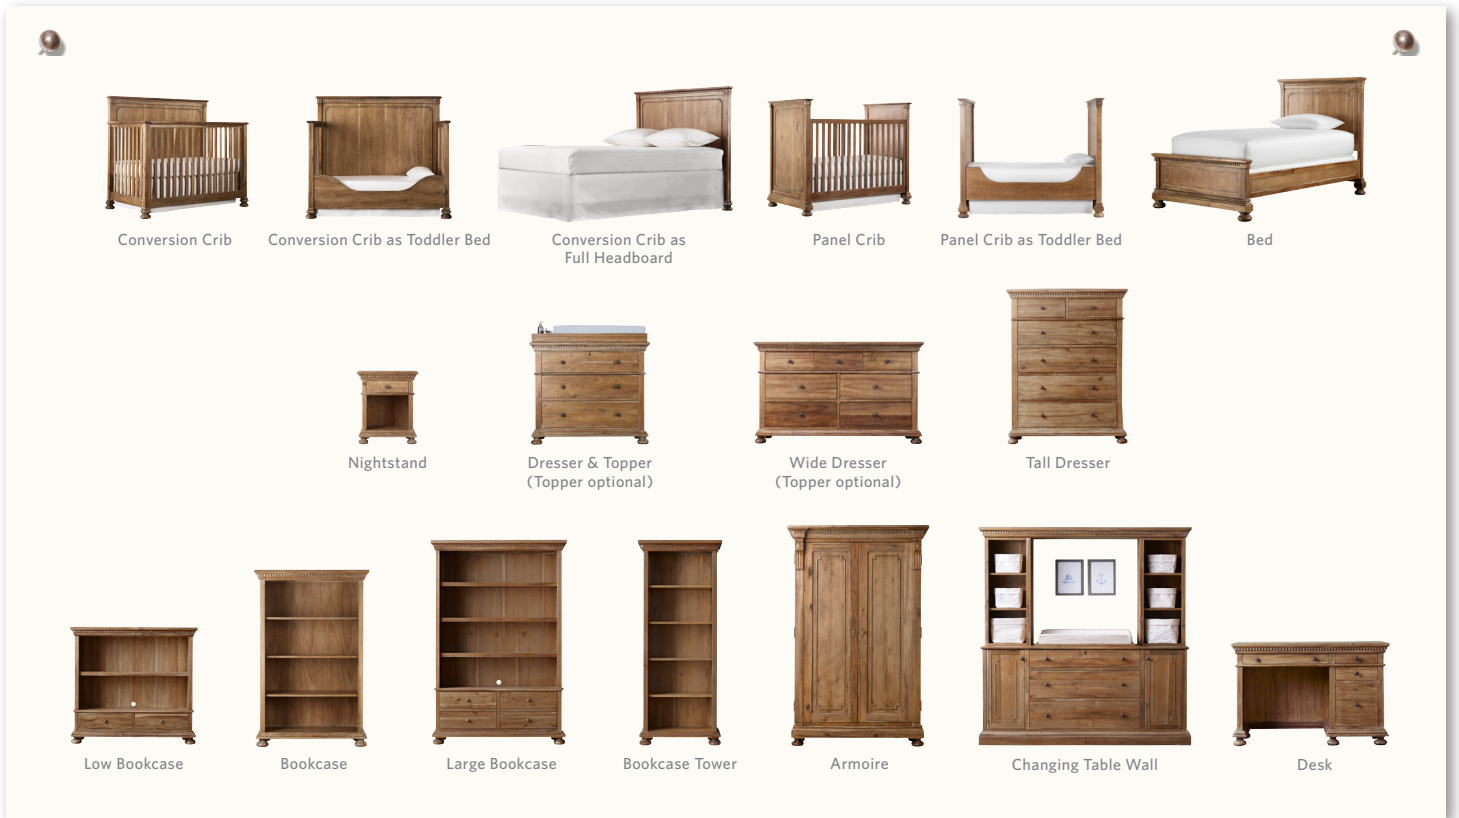 Conversion Crib
Conversion Crib as Toddler Bed
Conversion Crib as
Full Headboard
Panel Crib
Panel Crib as Toddler Bed
Bed
Nightstand
Dresser & Topper
(Topper optional)
Wide Dresser
(Topper optional)
Tall Dresser
Low Bookcase
Bookcase
Large Bookcase
Bookcase Tower
Armoire
Changing Table Wall
Desk